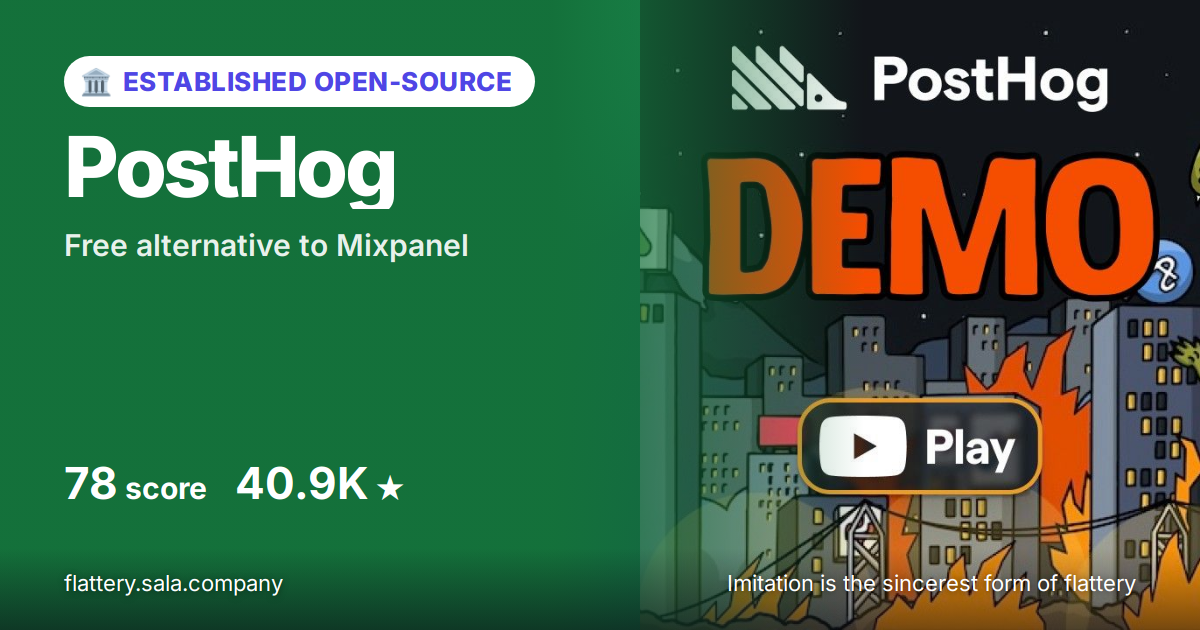 ESTABLISHED OPEN-SOURCE
PostHog
Free alternative to Mixpanel
78 score 40.9K ★
flattery.sala.company
PostHog
DEMO
Play
Imitation is the sincerest form of flattery